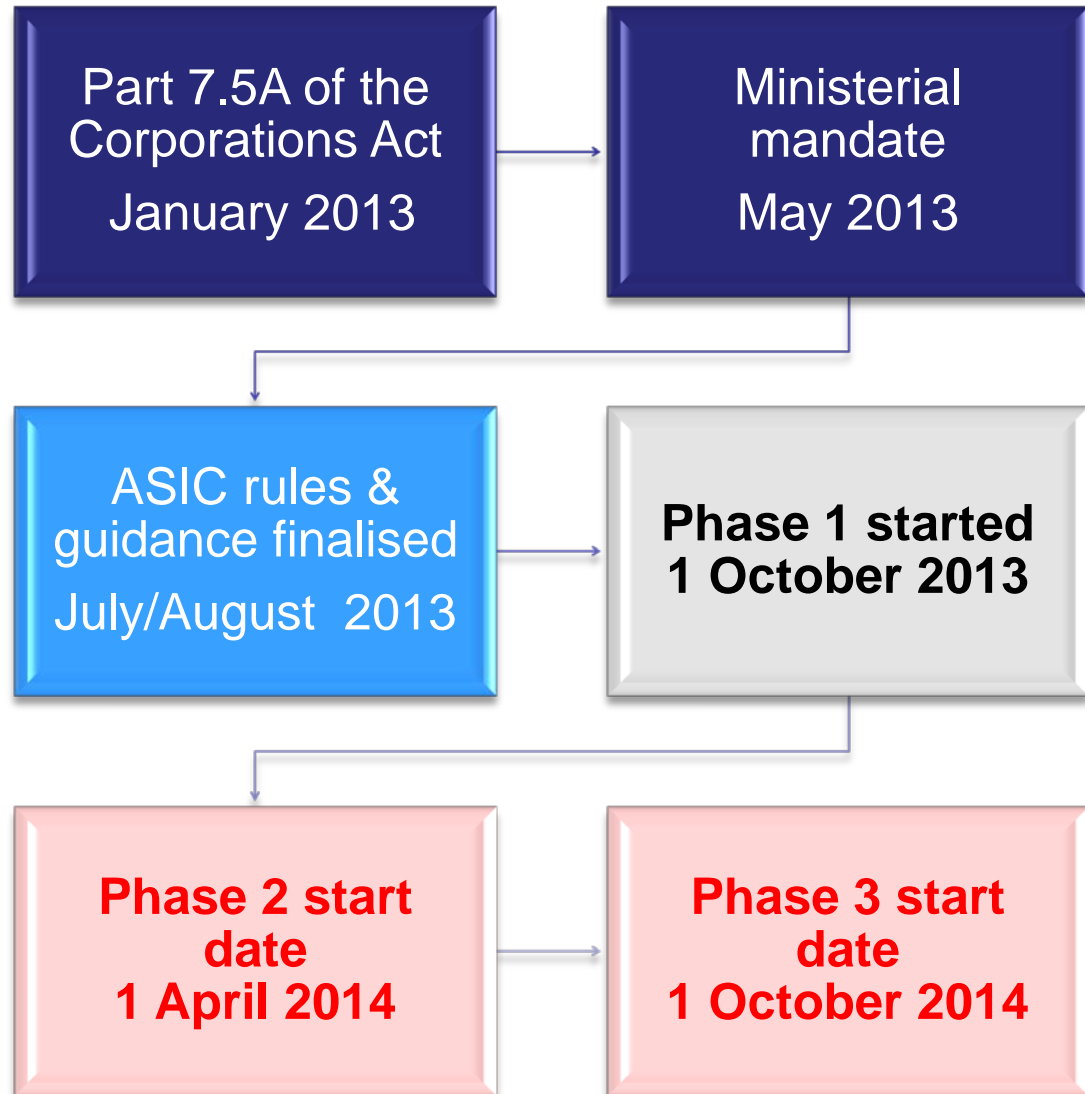 Part 7.5A of the
Corporations Act
January 2013
Ministerial
mandate
May 2013
ASIC rules &
guidance finalised
July/August  2013
Phase 1 started
1 October 2013
Phase 2 start
date
1 April 2014
Phase 3 start
date
1 October 2014